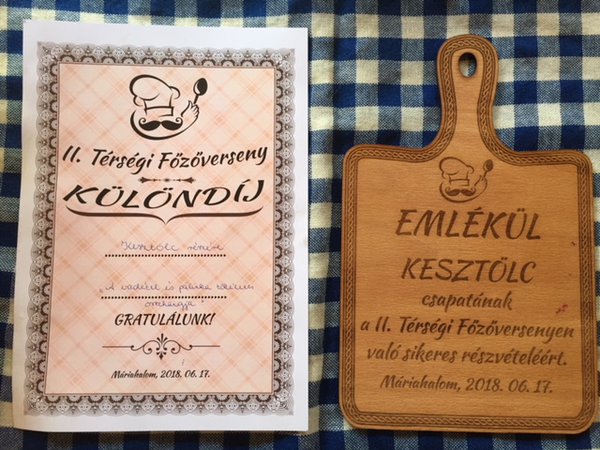 II. Térségi Főzőverseny
KÜLÖNDÍJ
Kesztölc részére
"A vadétel és pálinka
összhangja"
GRATULÁLUNK!
Máriahalom, 2018. 06. 17.
EMLÉKÜL
KESZTÖLC
csapatának
a II. Térségi Főzőversenyen
való sikeres részvételéért.
Máriahalom, 2018. 06. 17.